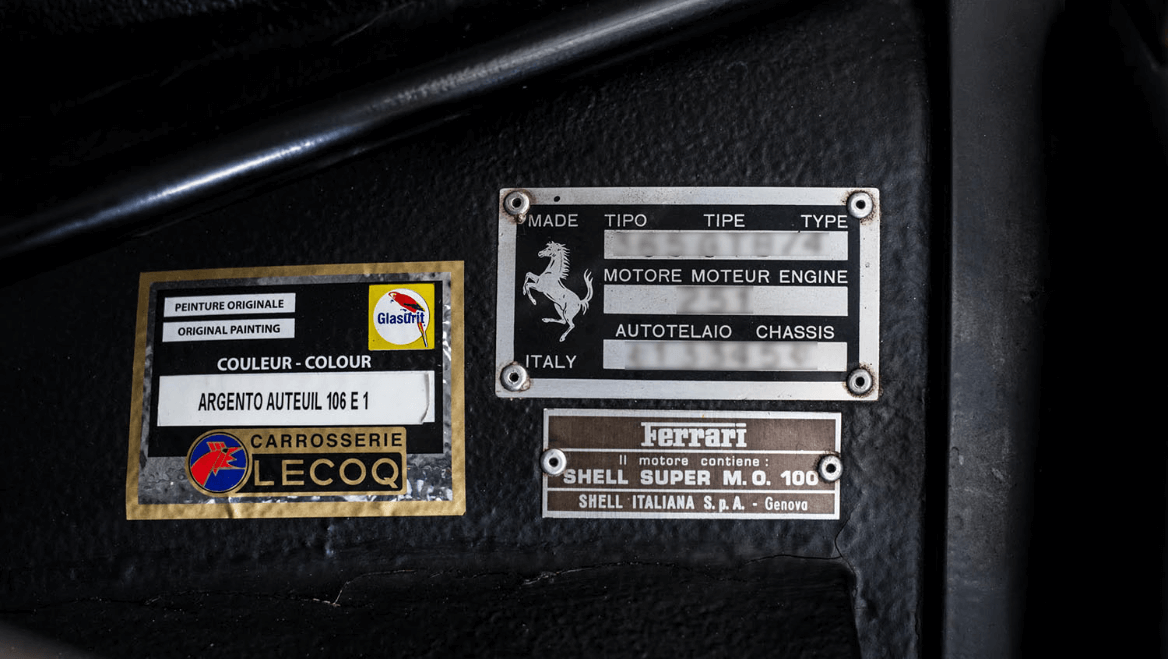 PEINTURE ORIGINALE
ORIGINAL PAINTING
Glasurit
COULEUR - COLOUR
ARGENTO AUTEUIL 106 E 1
CARROSSERIE
LECOQ
MADE TIPO TIPE TYPE
MOTORE MOTEUR ENGINE
AUTOTELAIO CHASSIS
ITALY
Ferrari
Il motore contiene :
SHELL SUPER M. O. 100
SHELL ITALIANA S.p.A. - Genova